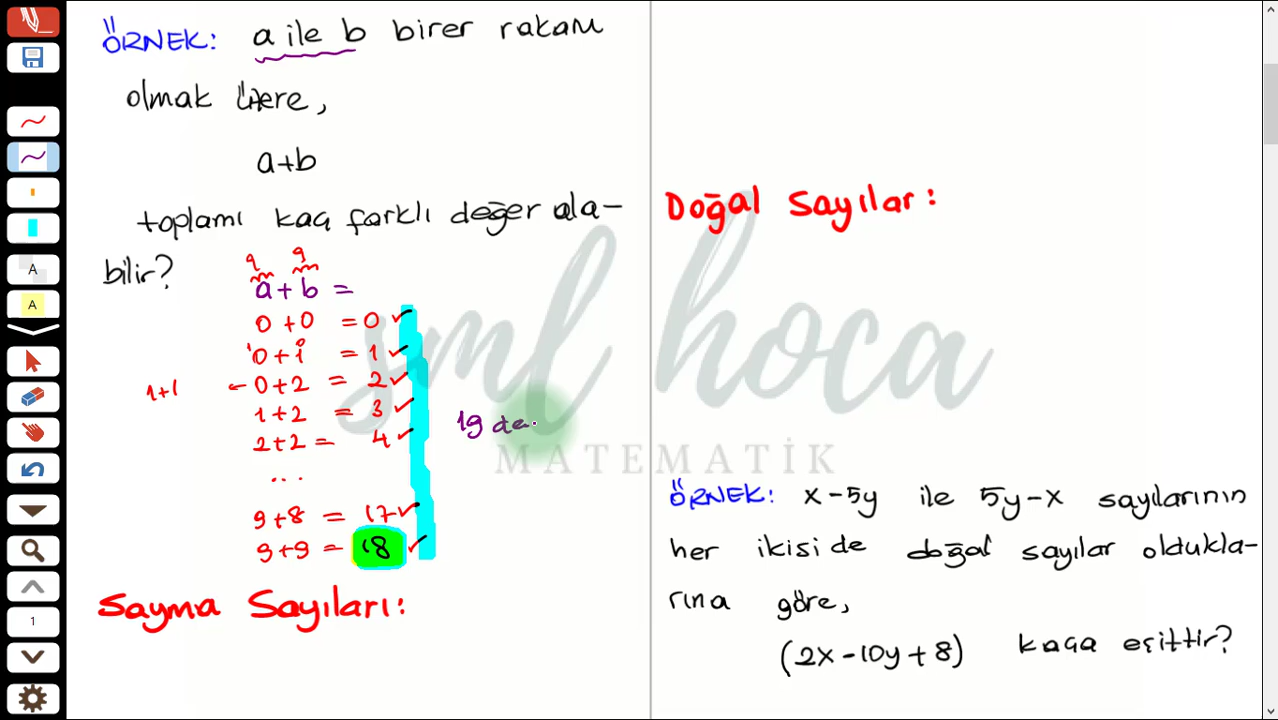 ÖRNEK: a ile b birer rakam
olmak üzere,
a+b
toplamı kaç farklı değer ala-
bilir?
9 9
a+b =
0+0 = 0
0+1 = 1
1+1 0+2 = 2
1+2 = 3
2+2 = 4
19 de
...
9+8 = 17
9+9 = 18
Sayma Sayıları:
Doğal Sayılar:
ÖRNEK: x-5y ile 5y-x sayılarının
her ikisi de doğal sayılar oldukla-
rına göre,
(2x-10y+8) kaça eşittir?
sml hoca
MATEMATİK
A
A
1